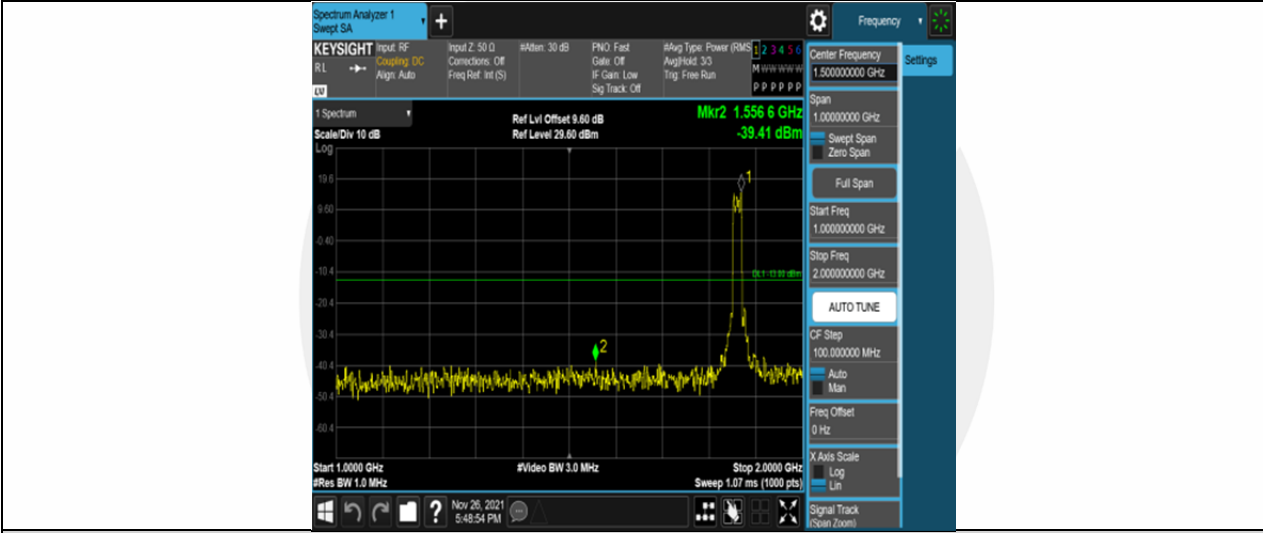 Spectrum Analyzer 1
Swept SA
+
Frequency
KEYSIGHT
RL
LV
Input: RF
Coupling: DC
Align: Auto
Input Z: 50 Ω
Corrections: Off
Freq Ref: Int (S)
#Atten: 30 dB
PNO: Fast
Gate: Off
IF Gain: Low
Sig Track: Off
#Avg Type: Power (RMS
Avg|Hold: 3/3
Trig: Free Run
1 2 3 4 5 6
M W W W W W
P P P P P P
1 Spectrum
Scale/Div 10 dB
Log
Ref Lvl Offset 9.60 dB
Ref Level 29.60 dBm
Mkr2 1.556 6 GHz
-39.41 dBm
19.6
9.60
-0.40
-10.4
-20.4
-30.4
-40.4
-50.4
-60.4
1
DL1 -13.00 dBm
2
Start 1.0000 GHz
#Res BW 1.0 MHz
#Video BW 3.0 MHz
Stop 2.0000 GHz
Sweep 1.07 ms (1000 pts)
?
Nov 26, 2021
5:48:54 PM
Center Frequency
1.500000000 GHz
Settings
Span
1.00000000 GHz
Swept Span
Zero Span
Full Span
Start Freq
1.000000000 GHz
Stop Freq
2.000000000 GHz
AUTO TUNE
CF Step
100.000000 MHz
Auto
Man
Freq Offset
0 Hz
X Axis Scale
Log
Lin
Signal Track
(Span Zoom)